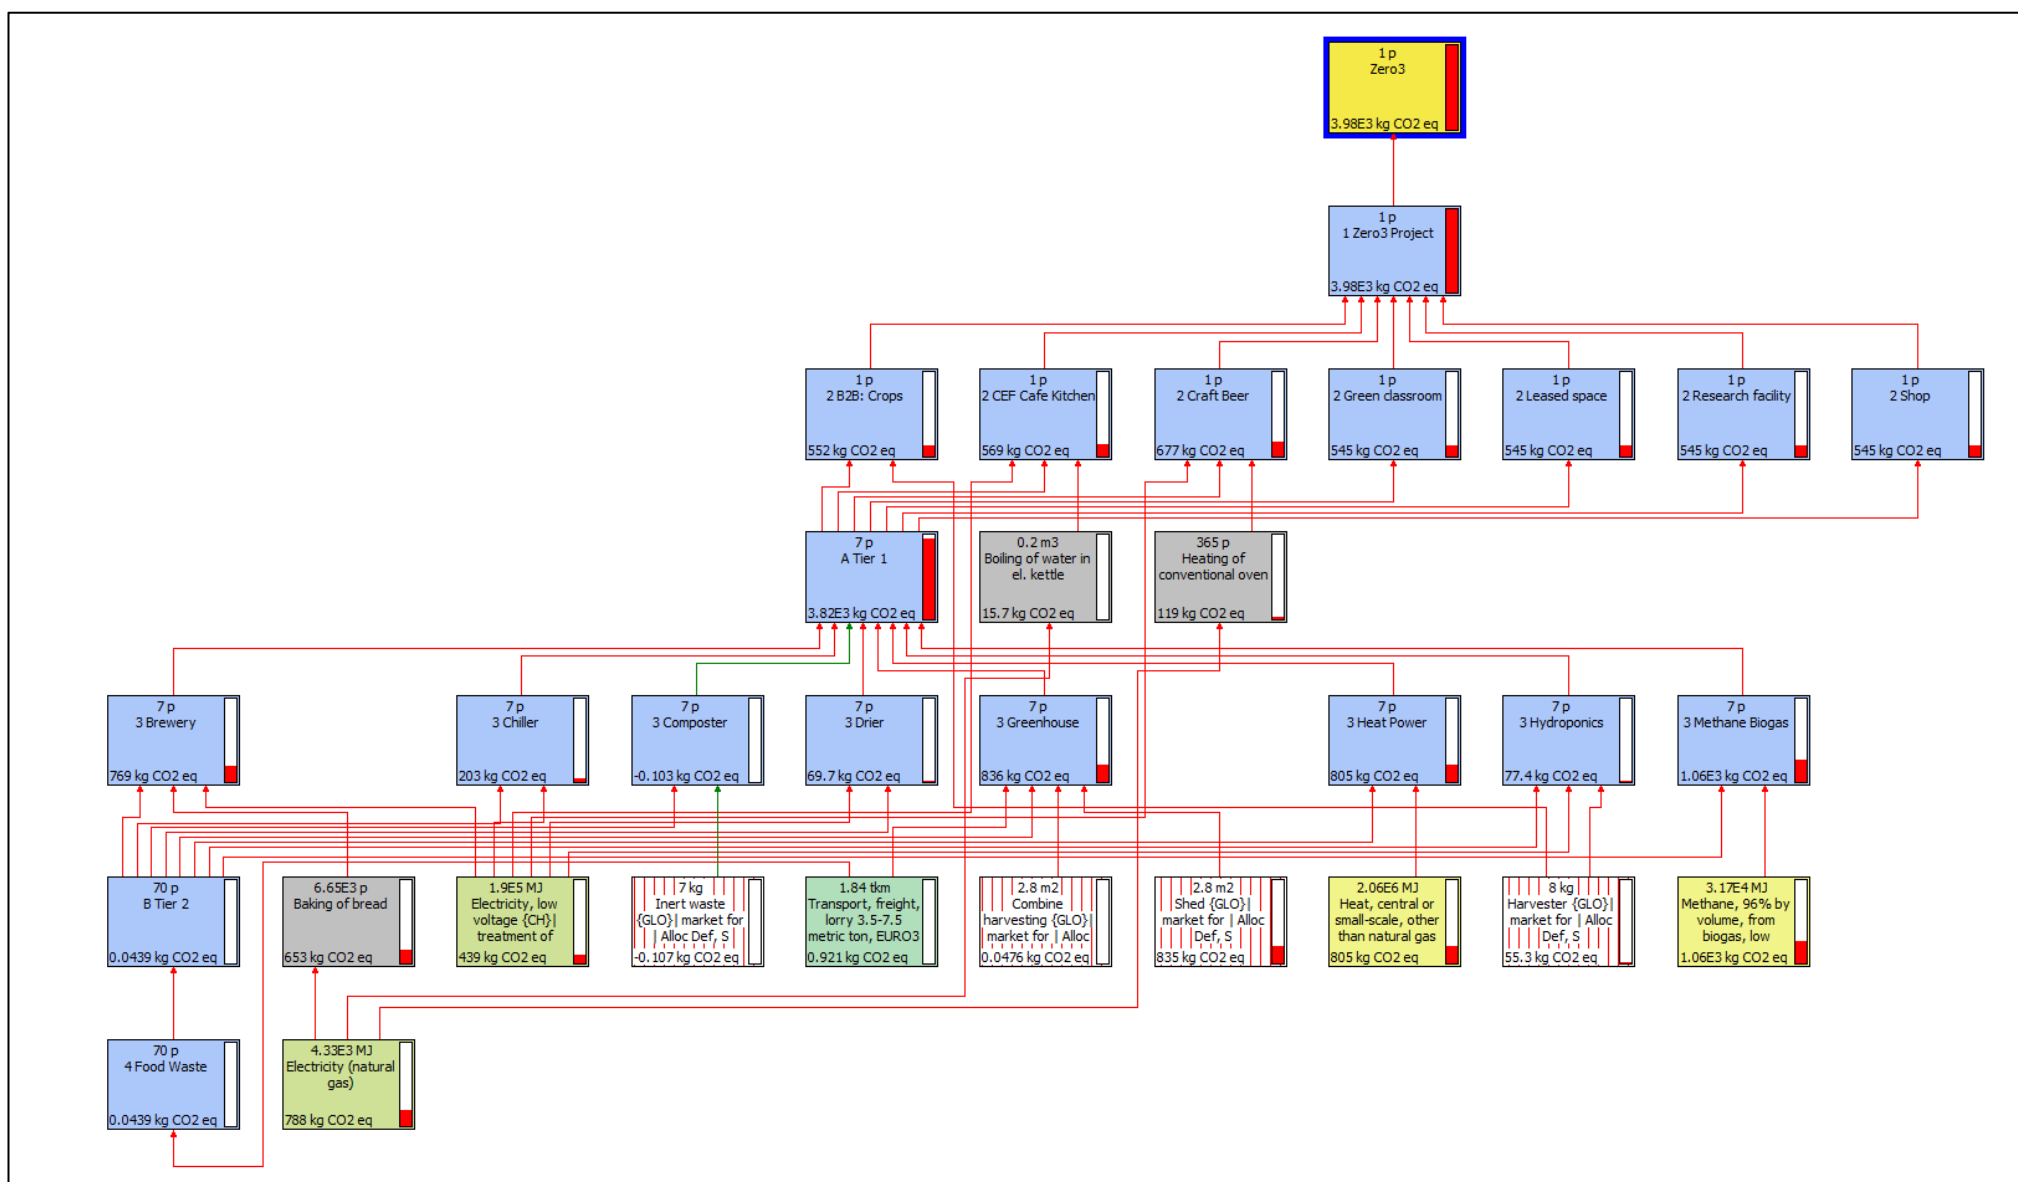 1 p
Zero3
3.98E3 kg CO2 eq
1 p
1 Zero3 Project
3.98E3 kg CO2 eq
1 p
2 B2B: Crops
552 kg CO2 eq
1 p
2 CEF Cafe Kitchen
569 kg CO2 eq
1 p
2 Craft Beer
677 kg CO2 eq
1 p
2 Green classroom
545 kg CO2 eq
1 p
2 Leased space
545 kg CO2 eq
1 p
2 Research facility
545 kg CO2 eq
1 p
2 Shop
545 kg CO2 eq
7 p
A Tier 1
3.82E3 kg CO2 eq
0.2 m3
Boiling of water in
el. kettle
15.7 kg CO2 eq
365 p
Heating of
conventional oven
119 kg CO2 eq
7 p
3 Brewery
769 kg CO2 eq
7 p
3 Chiller
203 kg CO2 eq
7 p
3 Composter
-0.103 kg CO2 eq
7 p
3 Drier
69.7 kg CO2 eq
7 p
3 Greenhouse
836 kg CO2 eq
7 p
3 Heat Power
805 kg CO2 eq
7 p
3 Hydroponics
77.4 kg CO2 eq
7 p
3 Methane Biogas
1.06E3 kg CO2 eq
70 p
B Tier 2
0.0439 kg CO2 eq
6.65E3 p
Baking of bread
653 kg CO2 eq
1.9E5 MJ
Electricity, low
voltage {CH}|
treatment of
439 kg CO2 eq
7 kg
Inert waste
{GLO}| market for
| Alloc Def, S
-0.107 kg CO2 eq
1.84 tkm
Transport, freight,
lorry 3.5-7.5
metric ton, EURO3
0.921 kg CO2 eq
2.8 m2
Combine
harvesting {GLO}|
market for | Alloc
0.0476 kg CO2 eq
2.8 m2
Shed {GLO}|
market for | Alloc
Def, S
835 kg CO2 eq
2.06E6 MJ
Heat, central or
small-scale, other
than natural gas
805 kg CO2 eq
8 kg
Harvester {GLO}|
market for | Alloc
Def, S
55.3 kg CO2 eq
3.17E4 MJ
Methane, 96% by
volume, from
biogas, low
1.06E3 kg CO2 eq
70 p
4 Food Waste
0.0439 kg CO2 eq
4.33E3 MJ
Electricity (natural
gas)
788 kg CO2 eq